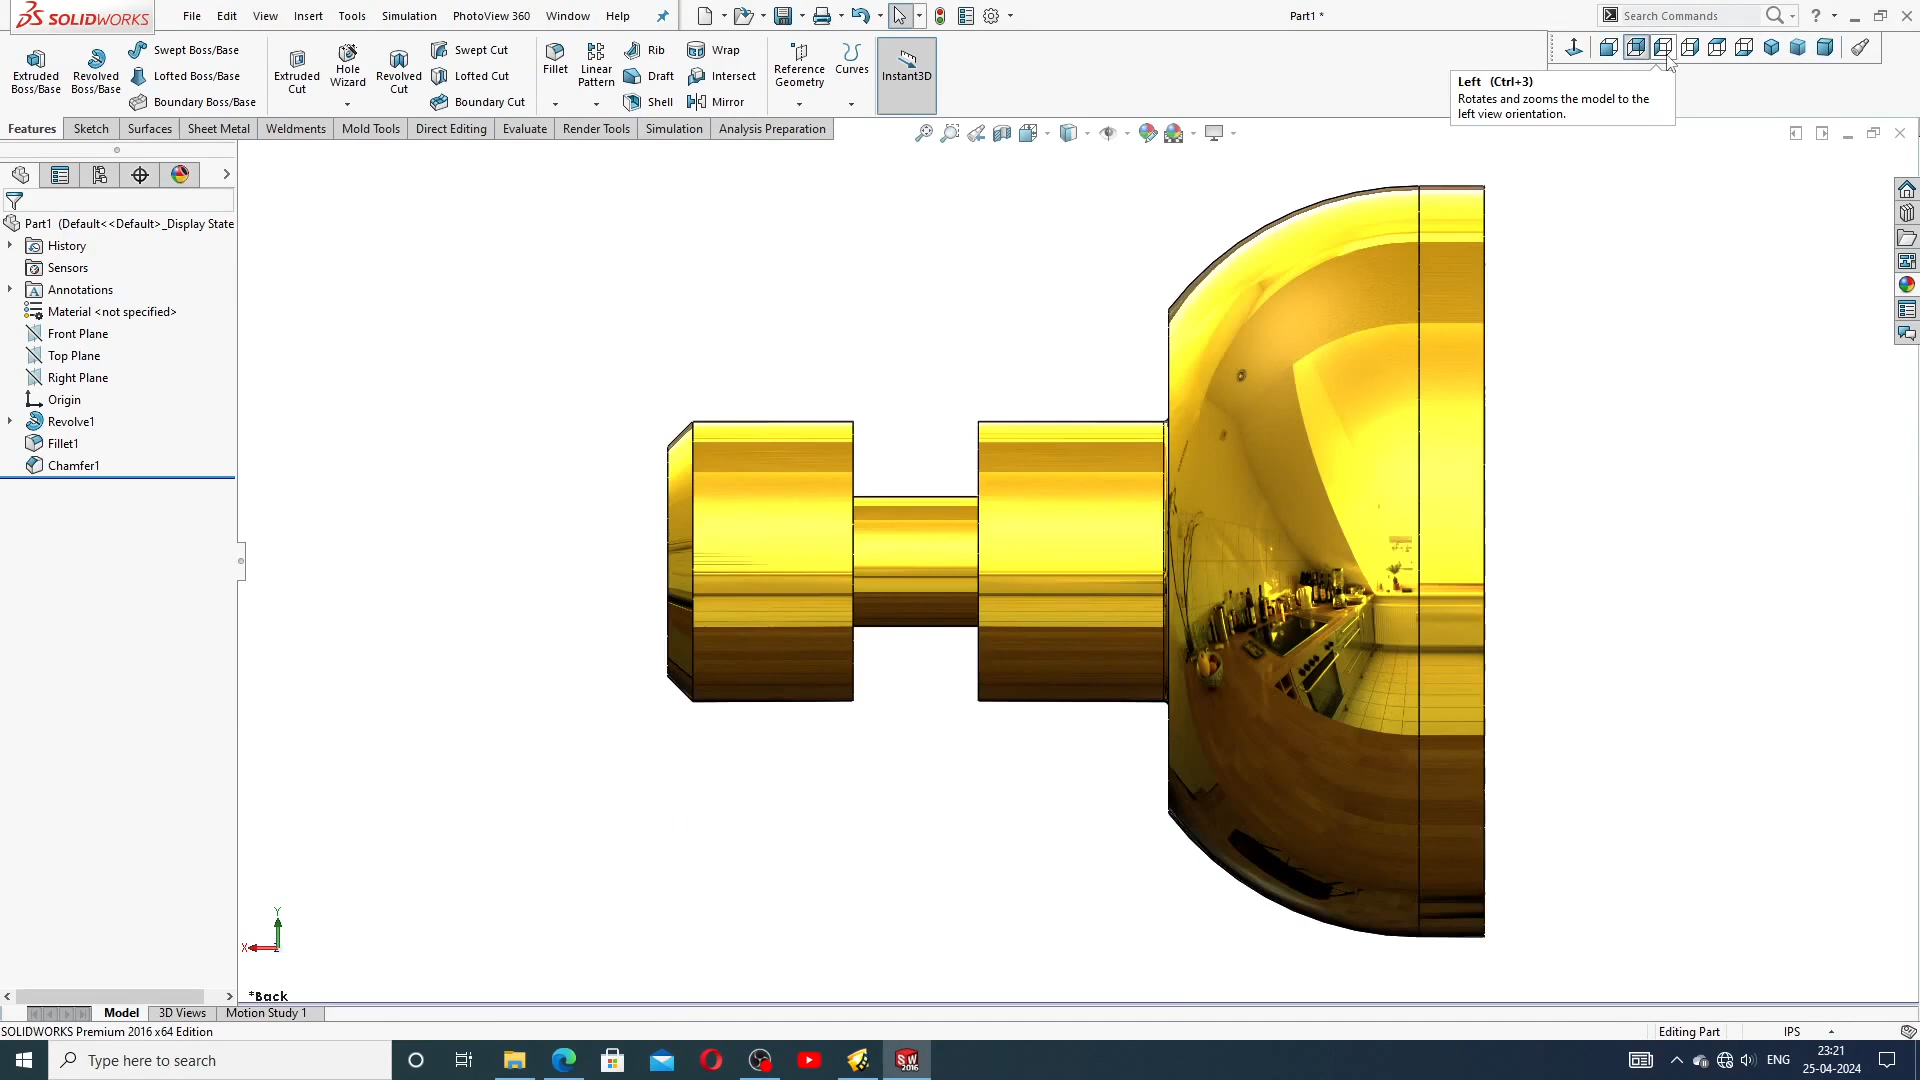 SOLIDWORKS
File Edit View Insert Tools Simulation PhotoView 360 Window Help
Part1 *
Search Commands
Extruded Boss/Base
Revolved Boss/Base
Swept Boss/Base
Lofted Boss/Base
Boundary Boss/Base
Extruded Cut
Hole Wizard
Revolved Cut
Swept Cut
Lofted Cut
Boundary Cut
Fillet
Linear Pattern
Rib
Draft
Shell
Wrap
Intersect
Mirror
Reference Geometry
Curves
Instant3D
Left (Ctrl+3)
Rotates and zooms the model to the
left view orientation.
Features Sketch Surfaces Sheet Metal Weldments Mold Tools Direct Editing Evaluate Render Tools Simulation Analysis Preparation
Part1 (Default<<Default>_Display State
History
Sensors
Annotations
Material <not specified>
Front Plane
Top Plane
Right Plane
Origin
Revolve1
Fillet1
Chamfer1
Y
X
*Back
Model 3D Views Motion Study 1
SOLIDWORKS Premium 2016 x64 Edition
Editing Part
IPS
Type here to search
SW
2016
ENG
23:21
25-04-2024